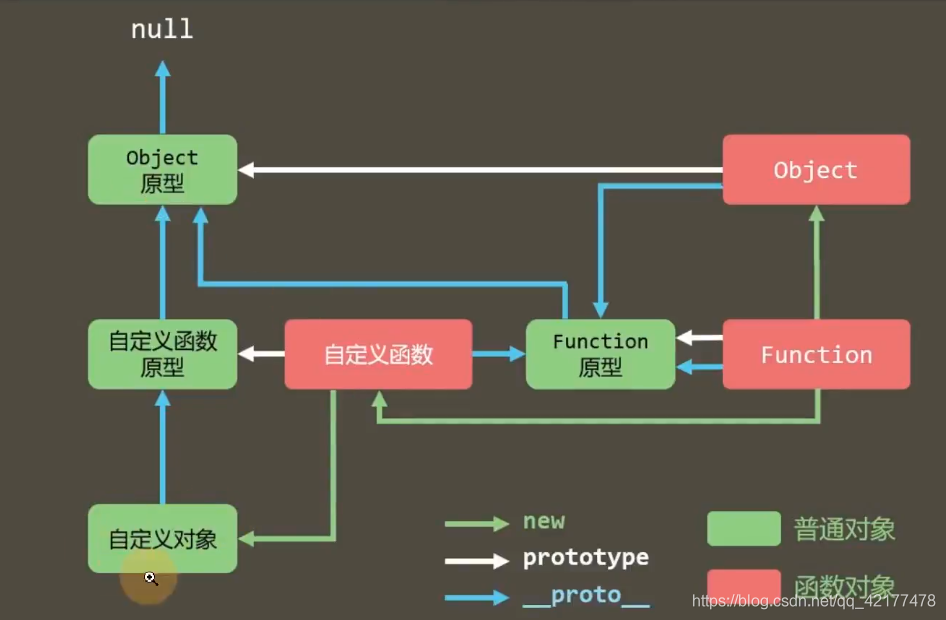 null
Object
原型
Object
自定义函数
原型
自定义函数
Function
原型
Function
自定义对象
new
prototype
__proto__
普通对象
函数对象
https://blog.csdn.net/qq_42177478